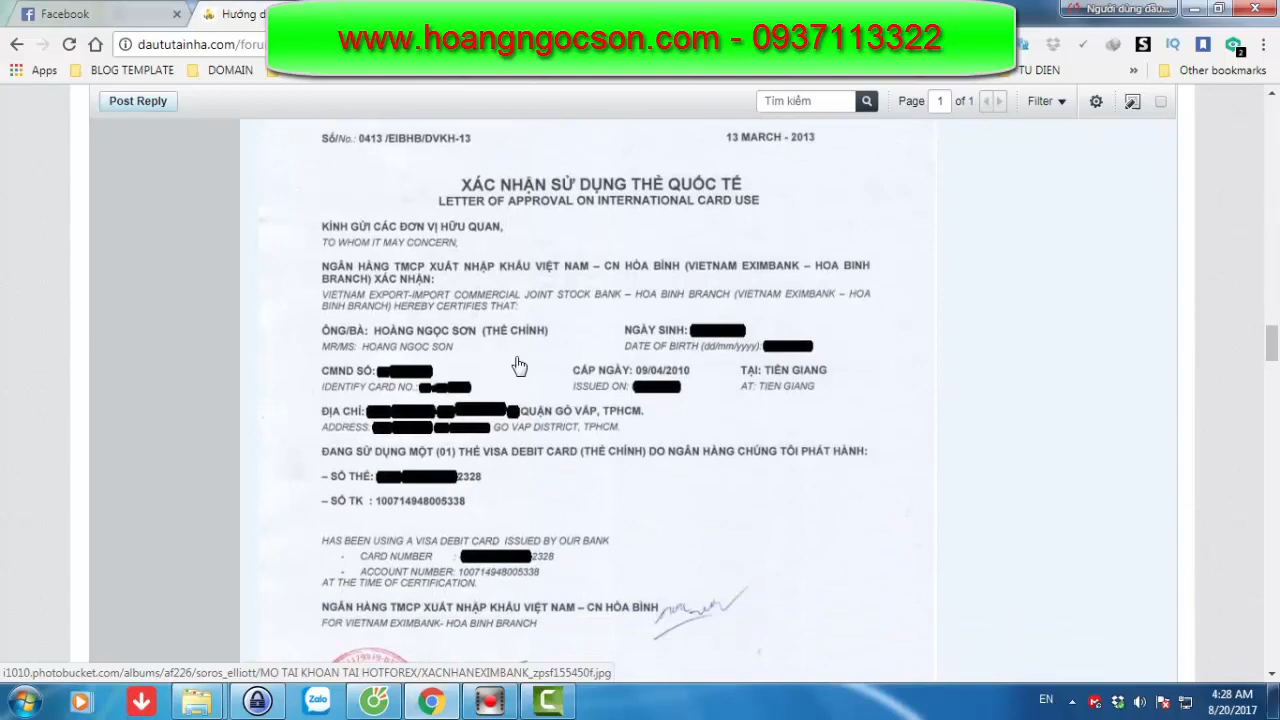 Facebook
Hướng d
Người dùng đầu...
www.hoangngocson.com - 0937113322
dautuTainha.com/foru
Apps
BLOG TEMPLATE
DOMAIN
TU DIEN
Other bookmarks
Post Reply
Tìm kiếm
Page 1 of 1
Filter
Số/No.: 0413 /EIBHB/DVKH-13
13 MARCH - 2013
XÁC NHẬN SỬ DỤNG THẺ QUỐC TẾ
LETTER OF APPROVAL ON INTERNATIONAL CARD USE
KÍNH GỬI CÁC ĐƠN VỊ HỮU QUAN,
TO WHOM IT MAY CONCERN,
NGÂN HÀNG TMCP XUẤT NHẬP KHẨU VIỆT NAM – CN HÒA BÌNH (VIETNAM EXIMBANK – HOA BINH
BRANCH) XÁC NHẬN:
VIETNAM EXPORT-IMPORT COMMERCIAL JOINT STOCK BANK – HOA BINH BRANCH (VIETNAM EXIMBANK – HOA
BINH BRANCH) HEREBY CERTIFIES THAT:
ÔNG/BÀ: HOÀNG NGỌC SƠN (THẺ CHÍNH) NGÀY SINH:
MR/MS: HOANG NGOC SON DATE OF BIRTH (dd/mm/yyyy):
CMND SỐ: CẤP NGÀY: 09/04/2010 TẠI: TIỀN GIANG
IDENTIFY CARD NO.: ISSUED ON: AT: TIEN GIANG
ĐỊA CHỈ: QUẬN GÒ VẤP, TPHCM.
ADDRESS: GO VAP DISTRICT, TPHCM.
ĐANG SỬ DỤNG MỘT (01) THẺ VISA DEBIT CARD (THẺ CHÍNH) DO NGÂN HÀNG CHÚNG TÔI PHÁT HÀNH:
– SỐ THẺ: 2328
– SỐ TK : 100714948005338
HAS BEEN USING A VISA DEBIT CARD ISSUED BY OUR BANK
- CARD NUMBER : 2328
- ACCOUNT NUMBER: 100714948005338
AT THE TIME OF CERTIFICATION.
NGÂN HÀNG TMCP XUẤT NHẬP KHẨU VIỆT NAM – CN HÒA BÌNH
FOR VIETNAM EXIMBANK- HOA BINH BRANCH
i1010.photobucket.com/albums/af226/soros_elliott/MO TAI KHOAN TAI HOTFOREX/XACNHANEXIMBANK_zpsf155450f.jpg
Zalo
EN
4:28 AM
8/20/2017